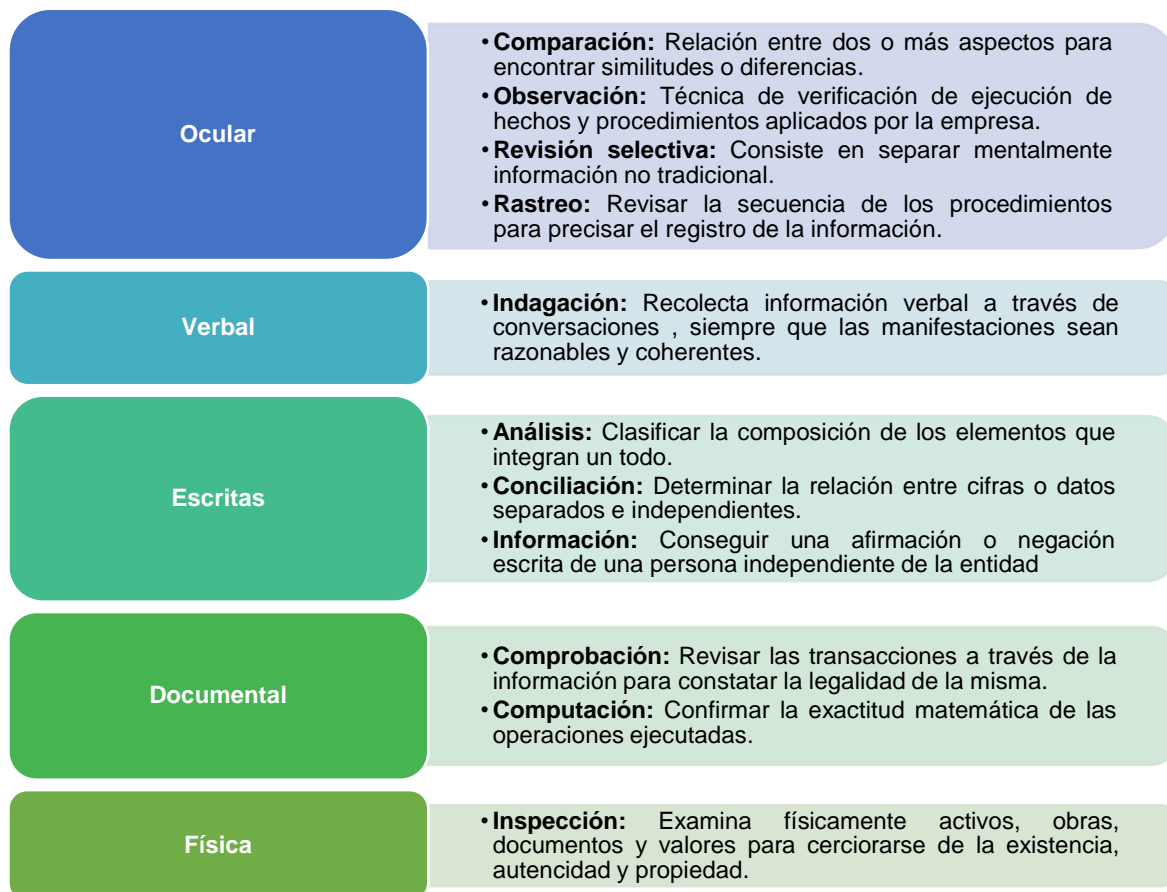 Ocular
• Comparación: Relación entre dos o más aspectos para
encontrar similitudes o diferencias.
• Observación: Técnica de verificación de ejecución de
hechos y procedimientos aplicados por la empresa.
• Revisión selectiva: Consiste en separar mentalmente
información no tradicional.
• Rastreo: Revisar la secuencia de los procedimientos
para precisar el registro de la información.
Verbal
• Indagación: Recolecta información verbal a través de
conversaciones , siempre que las manifestaciones sean
razonables y coherentes.
Escritas
• Análisis: Clasificar la composición de los elementos que
integran un todo.
• Conciliación: Determinar la relación entre cifras o datos
separados e independientes.
• Información: Conseguir una afirmación o negación
escrita de una persona independiente de la entidad
Documental
• Comprobación: Revisar las transacciones a través de la
información para constatar la legalidad de la misma.
• Computación: Confirmar la exactitud matemática de las
operaciones ejecutadas.
Física
• Inspección: Examina físicamente activos, obras,
documentos y valores para cerciorarse de la existencia,
autencidad y propiedad.